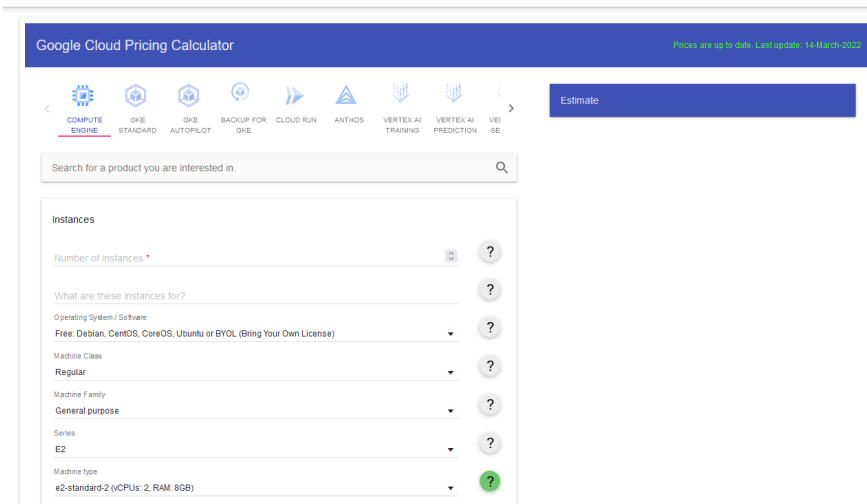 Google Cloud Pricing Calculator
Prices are up to date. Last update: 14-March-2022
COMPUTE ENGINE
GKE STANDARD
GKE AUTOPILOT
BACKUP FOR GKE
CLOUD RUN
ANTHOS
VERTEX AI TRAINING
VERTEX AI PREDICTION
VEI
SE
Estimate
Search for a product you are interested in.
Instances
Number of instances *
?
What are these instances for?
?
Operating System / Software
Free: Debian, CentOS, CoreOS, Ubuntu or BYOL (Bring Your Own License)
?
Machine Class
Regular
?
Machine Family
General purpose
?
Series
E2
?
Machine type
e2-standard-2 (vCPUs: 2, RAM: 8GB)
?